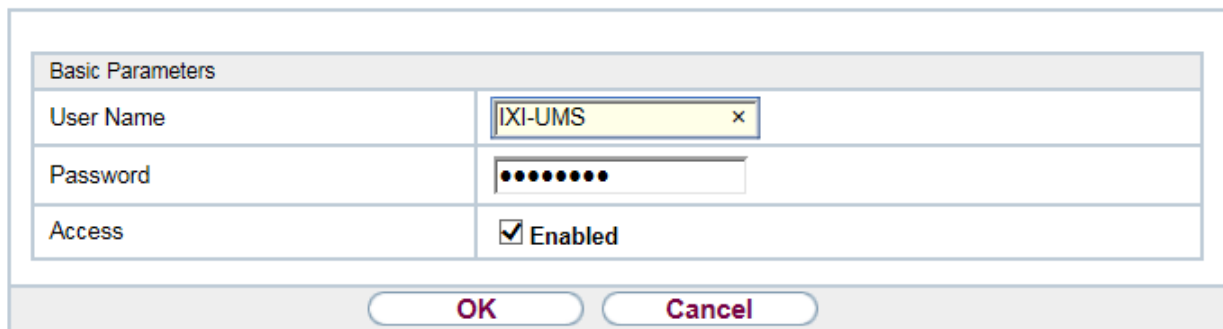 Basic Parameters
User Name IXI-UMS ×
Password ••••••••
Access Enabled
OK Cancel